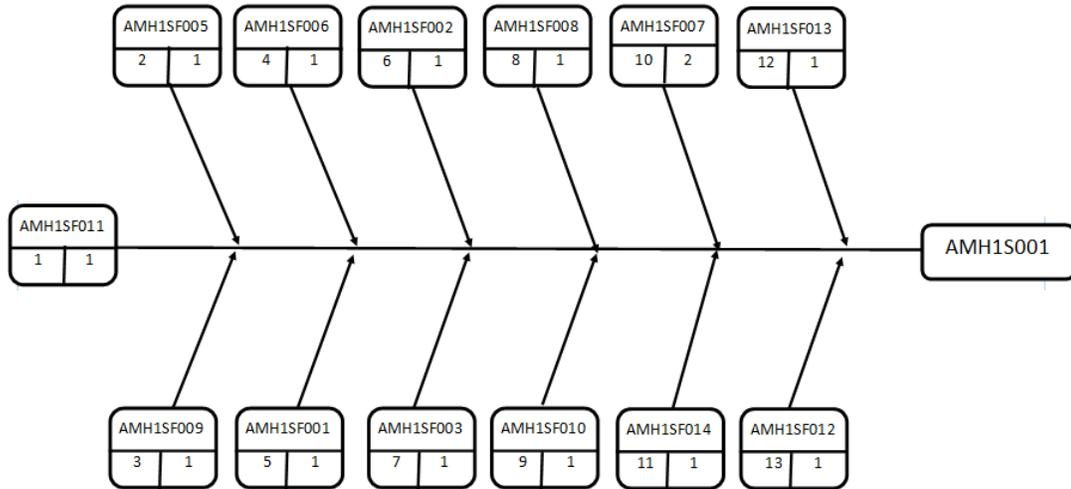 AMH1SF005
2 1
AMH1SF006
4 1
AMH1SF002
6 1
AMH1SF008
8 1
AMH1SF007
10 2
AMH1SF013
12 1
AMH1SF011
1 1
AMH1S001
AMH1SF009
3 1
AMH1SF001
5 1
AMH1SF003
7 1
AMH1SF010
9 1
AMH1SF014
11 1
AMH1SF012
13 1